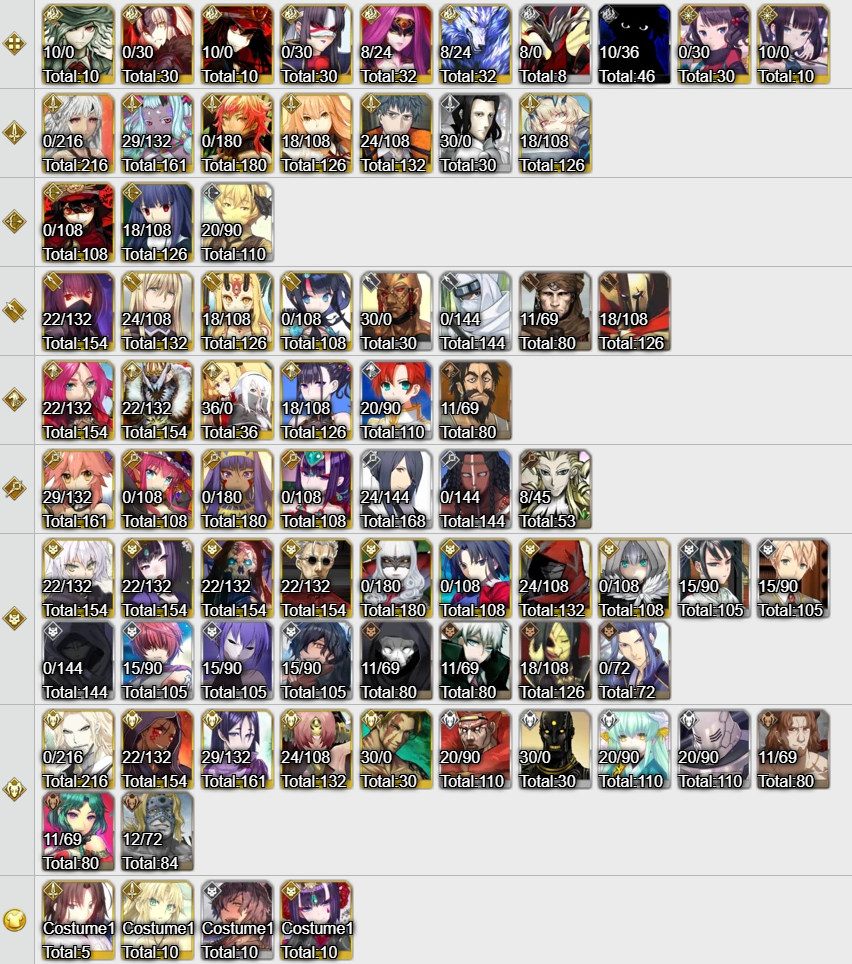 10/0 0/30 10/0 0/30 8/24 8/24 8/0 10/36 0/30 10/0
Total:10 Total:30 Total:10 Total:30 Total:32 Total:32 Total:8 Total:46 Total:30 Total:10
0/216 29/132 0/180 18/108 24/108 30/0 18/108
Total:216 Total:161 Total:180 Total:126 Total:132 Total:30 Total:126
0/108 18/108 20/90
Total:108 Total:126 Total:110
22/132 24/108 18/108 0/108 30/0 0/144 11/69 18/108
Total:154 Total:132 Total:126 Total:108 Total:30 Total:144 Total:80 Total:126
22/132 22/132 36/0 18/108 20/90 11/69
Total:154 Total:154 Total:36 Total:126 Total:110 Total:80
29/132 0/108 0/180 0/108 24/144 0/144 8/45
Total:161 Total:108 Total:180 Total:108 Total:168 Total:144 Total:53
22/132 22/132 22/132 22/132 0/180 0/108 24/108 0/108 15/90 15/90
Total:154 Total:154 Total:154 Total:154 Total:180 Total:108 Total:132 Total:108 Total:105 Total:105
0/144 15/90 15/90 15/90 11/69 11/69 18/108 0/72
Total:144 Total:105 Total:105 Total:105 Total:80 Total:80 Total:126 Total:72
0/216 22/132 29/132 24/108 30/0 20/90 30/0 20/90 20/90 11/69
Total:216 Total:154 Total:161 Total:132 Total:30 Total:110 Total:30 Total:110 Total:110 Total:80
11/69 12/72
Total:80 Total:84
Costume1 Costume1 Costume1 Costume1
Total:5 Total:10 Total:10 Total:10